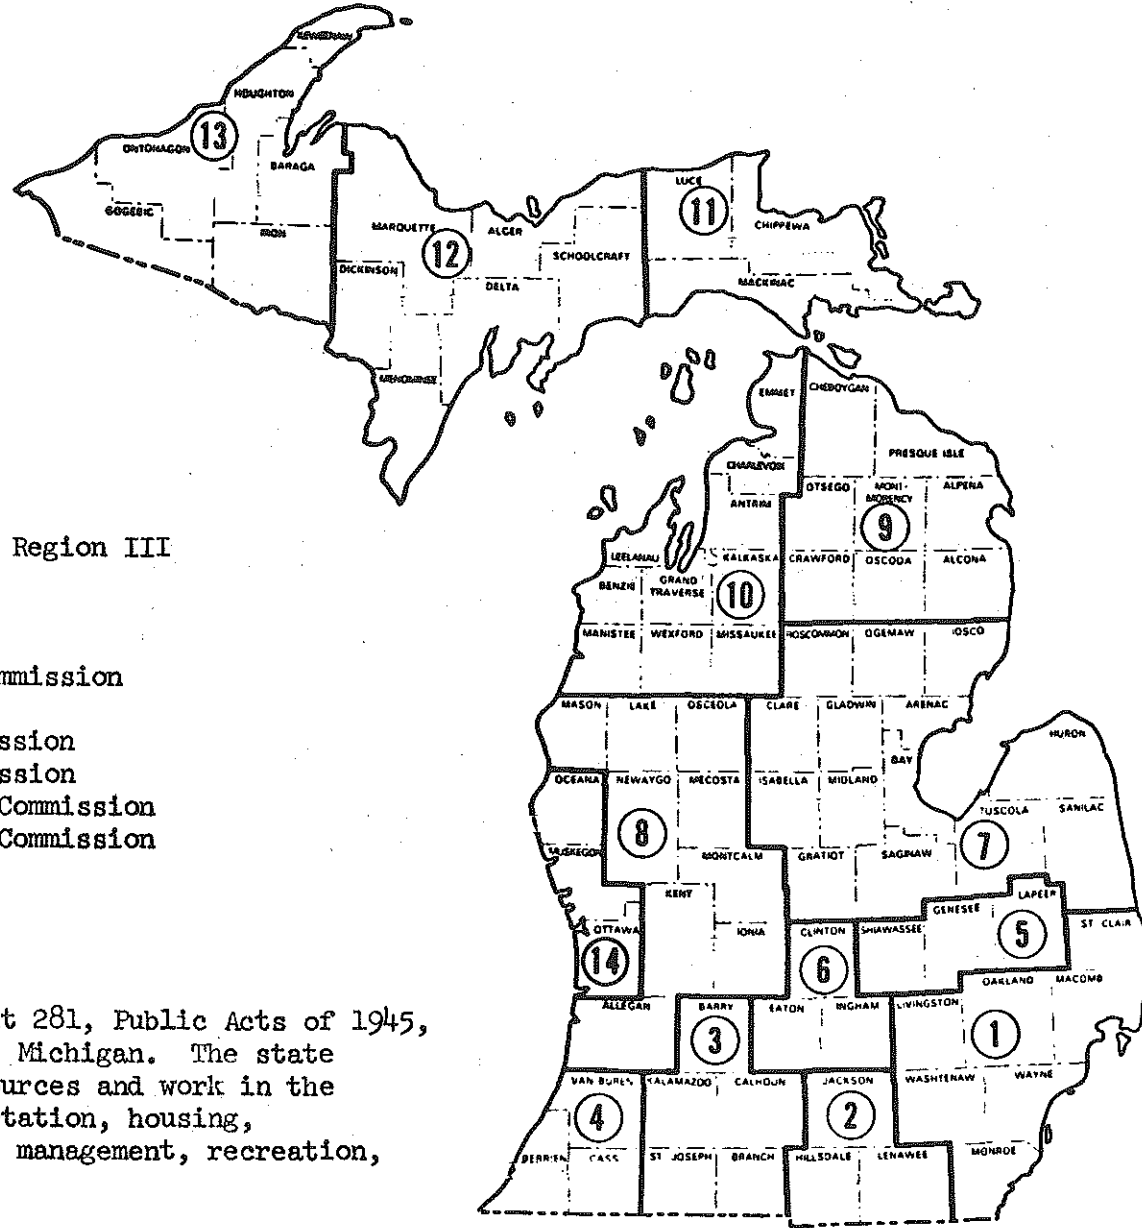 KEWEENAW
HOUGHTON
13
ONTONAGON
BARAGA
GOGEBIC
IRON
LUCE
11
CHIPPEWA
MARQUETTE
12
ALGER
SCHOOLCRAFT
DICKINSON
DELTA
MACKINAC
MENOMINEE
EMMET
CHEBOYGAN
PRESQUE ISLE
CHARLEVOIX
OTSEGO
MONT-
MORENCY
ALPENA
ANTRIM
9
Region III
LEELANAU
KALKASKA
CRAWFORD
OSCODA
ALCONA
BENZIE
GRAND
TRAVERSE
10
MANISTEE
WEXFORD
MISSAUKEE
ROSCOMMON
OGEMAW
IOSCO
mmission
MASON
LAKE
OSCEOLA
CLARE
GLADWIN
ARENAC
HURON
ssion
BAY
ssion
OCEANA
NEWAYGO
MECOSTA
ISABELLA
MIDLAND
Commission
TUSCOLA
SANILAC
Commission
8
7
MUSKEGON
MONTCALM
GRATIOT
SAGINAW
KENT
LAPEER
GENESEE
OTTAWA
IONIA
CLINTON
SHIAWASSEE
5
ST CLAIR
14
6
OAKLAND
MACOMB
t 281, Public Acts of 1945,
ALLEGAN
BARRY
EATON
INGHAM
LIVINGSTON
Michigan. The state
3
1
urces and work in the
VAN BUREN
KALAMAZOO
CALHOUN
JACKSON
WASHTENAW
WAYNE
tation, housing,
4
2
management, recreation,
BERRIEN
CASS
ST JOSEPH
BRANCH
HILLSDALE
LENAWEE
MONROE